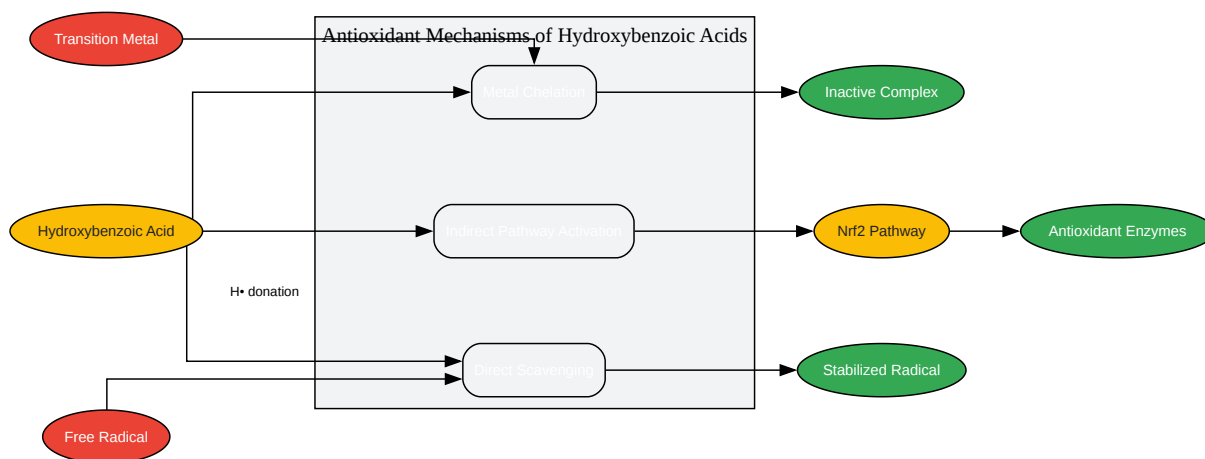 Antioxidant Mechanisms of Hydroxybenzoic Acids
Transition Metal
Metal Chelation
Inactive Complex
Hydroxybenzoic Acid
Indirect Pathway Activation
Nrf2 Pathway
Antioxidant Enzymes
H• donation
Direct Scavenging
Stabilized Radical
Free Radical